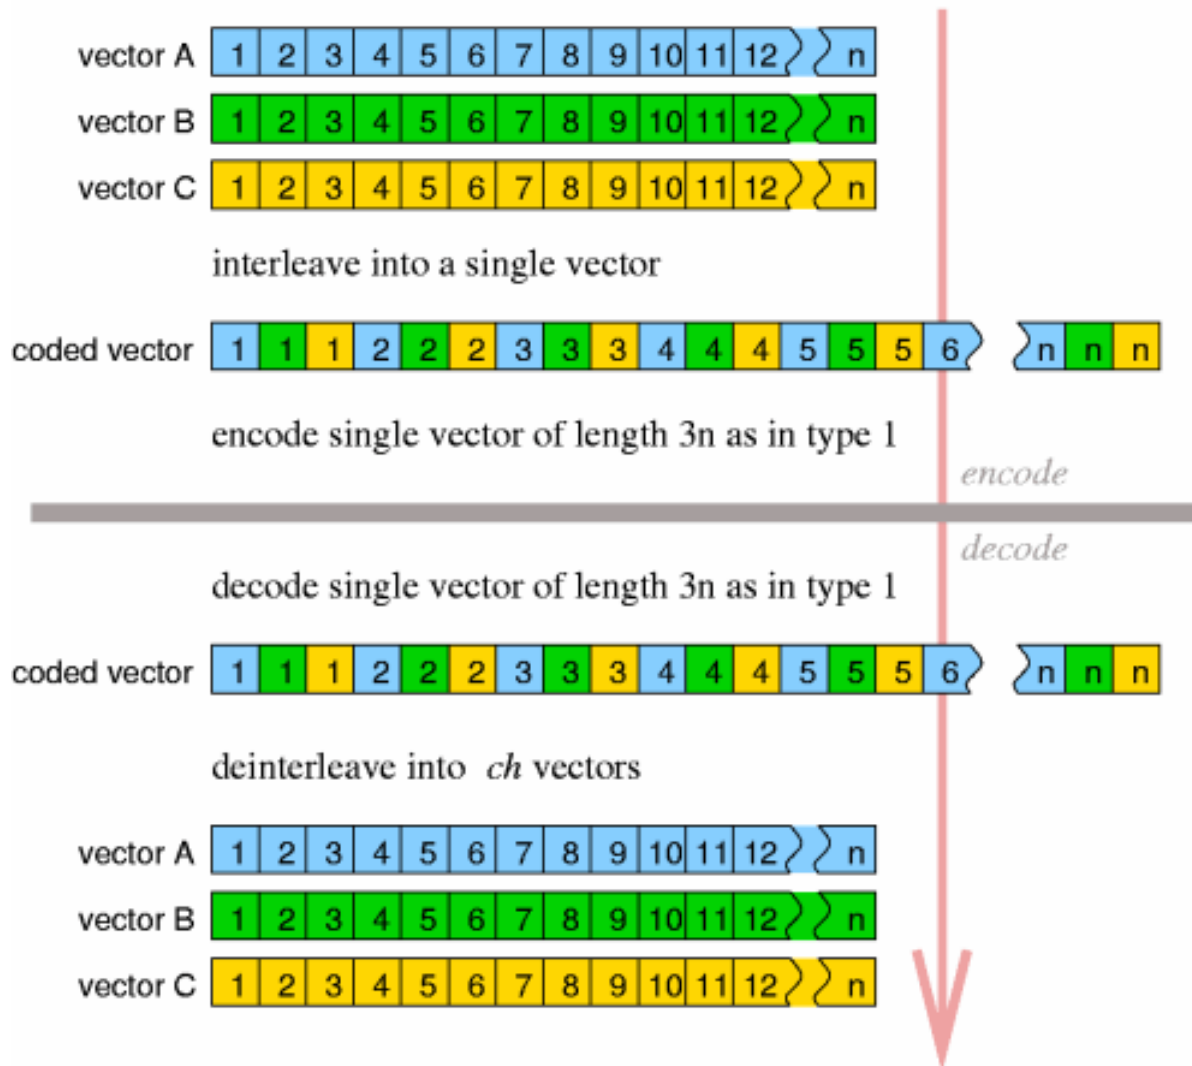 vector A 1 2 3 4 5 6 7 8 9 10 11 12 n
vector B 1 2 3 4 5 6 7 8 9 10 11 12 n
vector C 1 2 3 4 5 6 7 8 9 10 11 12 n
interleave into a single vector
coded vector 1 1 1 2 2 2 3 3 3 4 4 4 5 5 5 6 n n n
encode single vector of length 3n as in type 1
encode
decode
decode single vector of length 3n as in type 1
coded vector 1 1 1 2 2 2 3 3 3 4 4 4 5 5 5 6 n n n
deinterleave into ch vectors
vector A 1 2 3 4 5 6 7 8 9 10 11 12 n
vector B 1 2 3 4 5 6 7 8 9 10 11 12 n
vector C 1 2 3 4 5 6 7 8 9 10 11 12 n